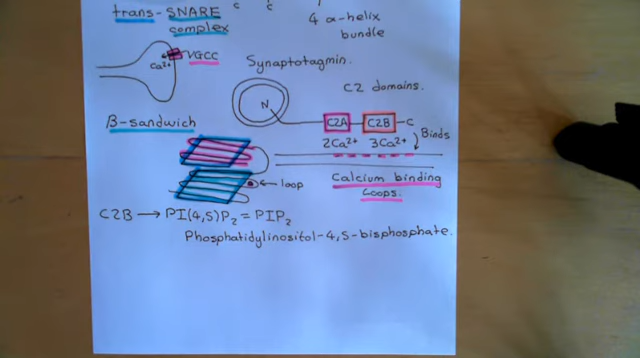 trans-SNARE
complex
c c
4 α-helix
bundle
VGCC
Ca²⁺
Synaptotagmin.
C2 domains.
N
C2A C2B -C
Binds
2Ca²⁺ 3Ca²⁺
β-sandwich
loop
Calcium binding
Loops.
C2B → PI(4,5)P₂ = PIP₂
Phosphatidylinositol-4,5-bisphosphate.